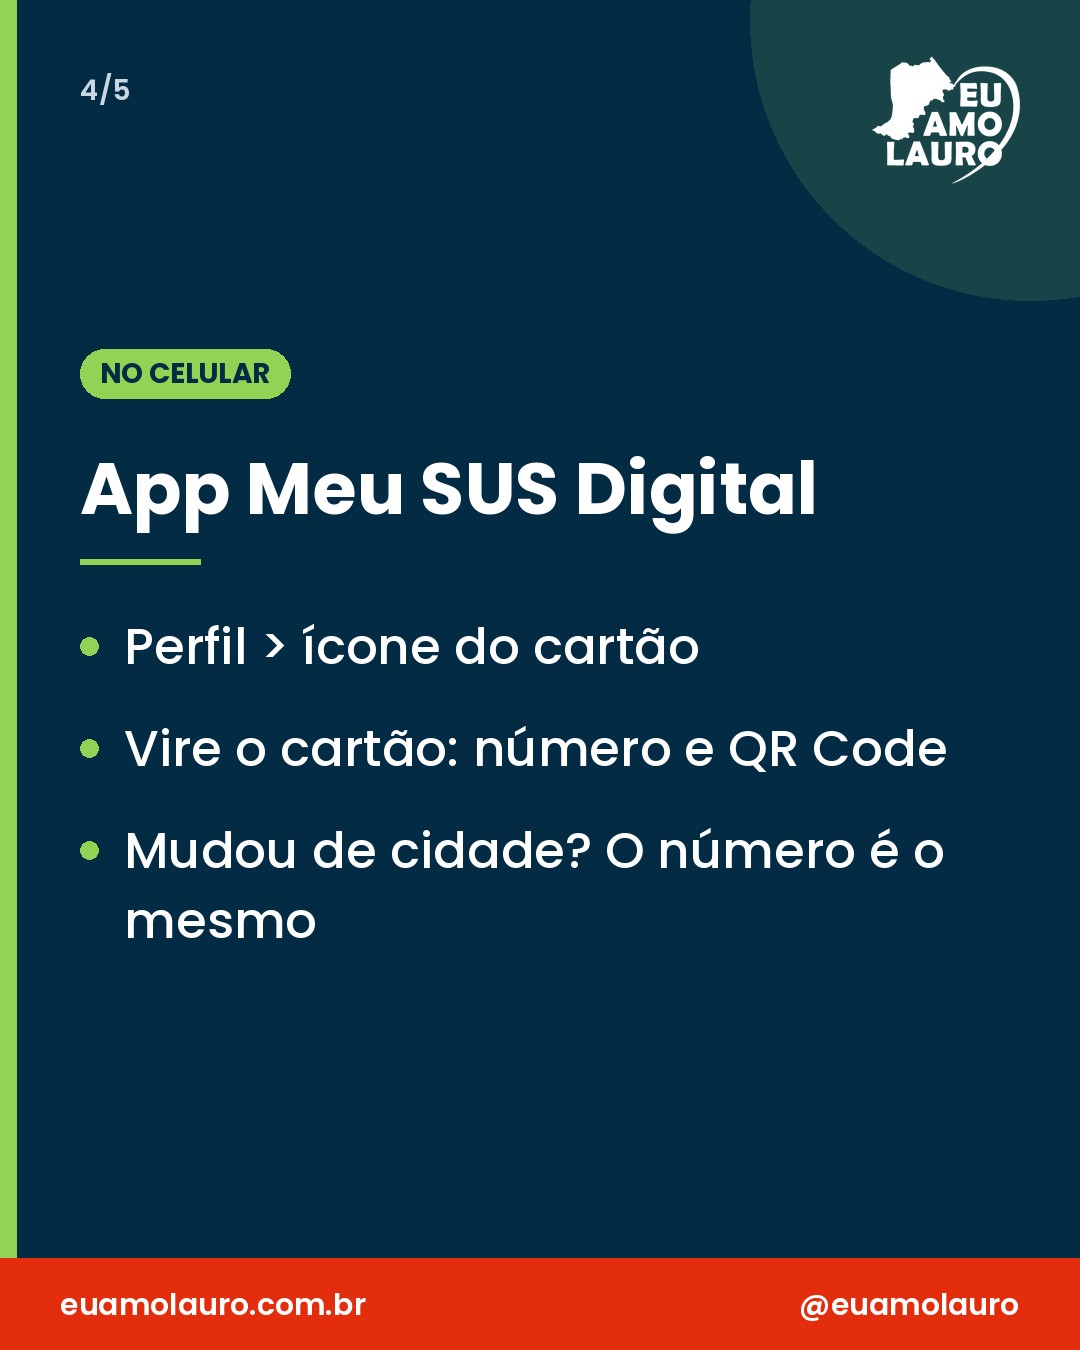 4/5
EU
AMO
LAURO
NO CELULAR
App Meu SUS Digital
Perfil > ícone do cartão
Vire o cartão: número e QR Code
Mudou de cidade? O número é o
mesmo
euamolauro.com.br
@euamolauro